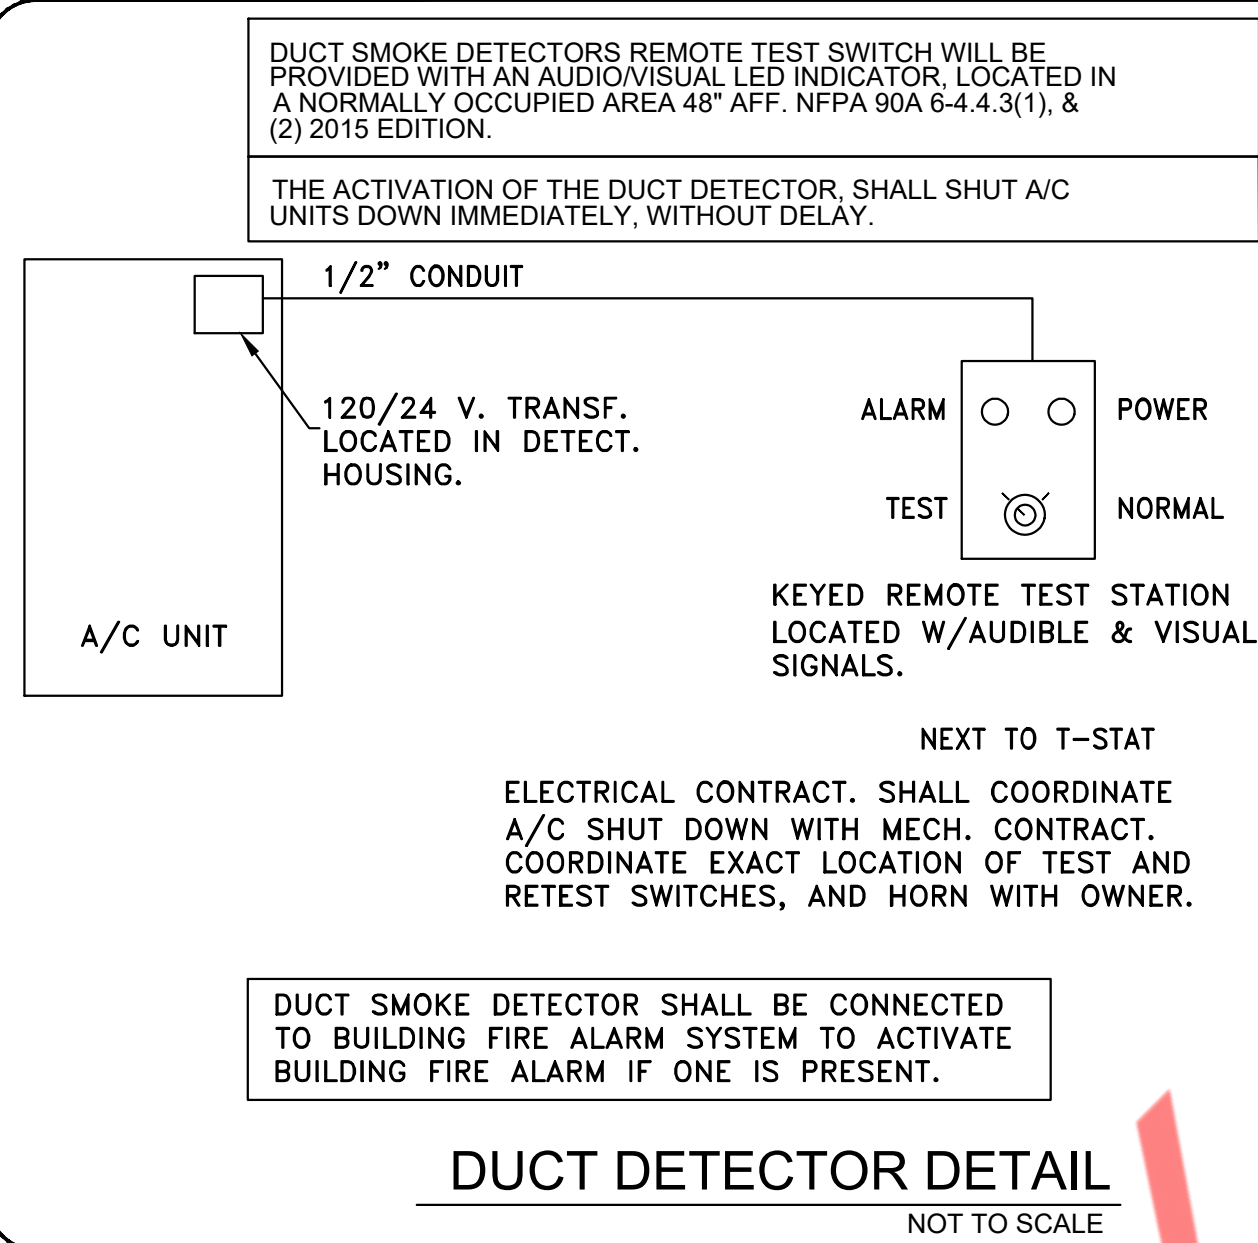 DUCT SMOKE DETECTORS REMOTE TEST SWITCH WILL BE
PROVIDED WITH AN AUDIO/VISUAL LED INDICATOR, LOCATED IN
A NORMALLY OCCUPIED AREA 48" AFF. NFPA 90A 6-4.4.3(1), &
(2) 2015 EDITION.
THE ACTIVATION OF THE DUCT DETECTOR, SHALL SHUT A/C
UNITS DOWN IMMEDIATELY, WITHOUT DELAY.
1/2” CONDUIT
120/24 V. TRANSF.
LOCATED IN DETECT.
HOUSING.
A/C UNIT
ALARM
POWER
TEST
NORMAL
KEYED REMOTE TEST STATION
LOCATED W/AUDIBLE & VISUAL
SIGNALS.
NEXT TO T-STAT
ELECTRICAL CONTRACT. SHALL COORDINATE
A/C SHUT DOWN WITH MECH. CONTRACT.
COORDINATE EXACT LOCATION OF TEST AND
RETEST SWITCHES, AND HORN WITH OWNER.
DUCT SMOKE DETECTOR SHALL BE CONNECTED
TO BUILDING FIRE ALARM SYSTEM TO ACTIVATE
BUILDING FIRE ALARM IF ONE IS PRESENT.
DUCT DETECTOR DETAIL
NOT TO SCALE